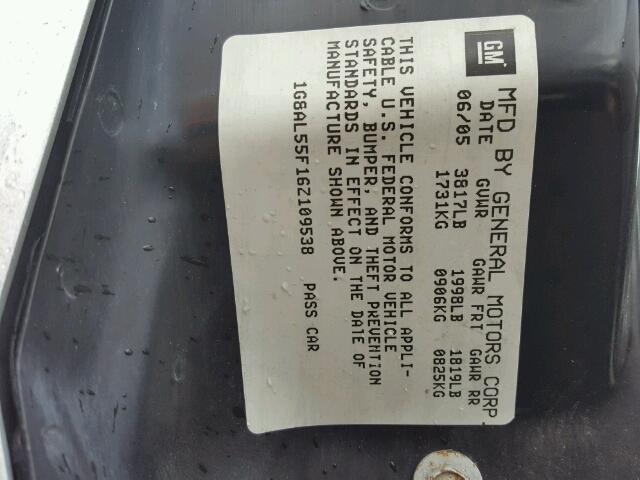 GM
MFD BY GENERAL MOTORS CORP.
DATE GVWR GAWR FRT GAWR RR
06/05 3817LB 1998LB 1819LB
1731KG 0906KG 0825KG
THIS VEHICLE CONFORMS TO ALL APPLI-
CABLE U.S. FEDERAL MOTOR VEHICLE
SAFETY, BUMPER, AND THEFT PREVENTION
STANDARDS IN EFFECT ON THE DATE OF
MANUFACTURE SHOWN ABOVE.
1G8AL55F16Z109538 PASS CAR